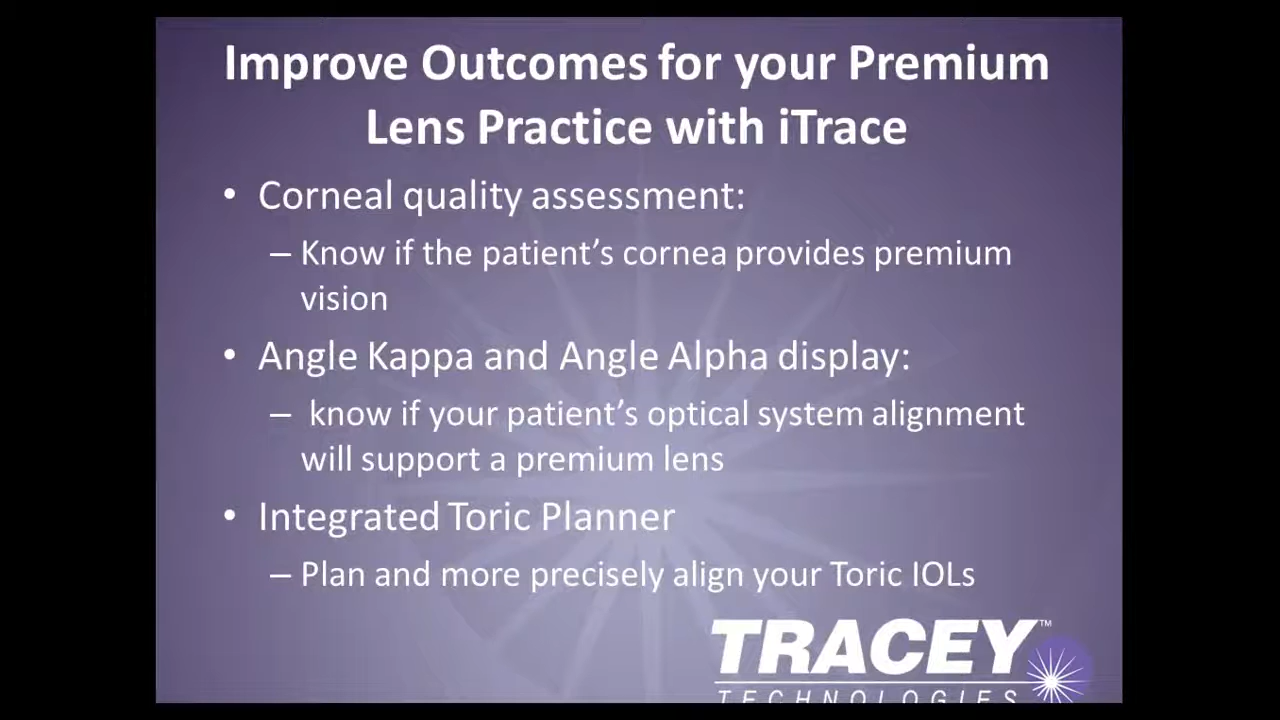 Improve Outcomes for your Premium
Lens Practice with iTrace
• Corneal quality assessment:
– Know if the patient’s cornea provides premium
vision
• Angle Kappa and Angle Alpha display:
– know if your patient’s optical system alignment
will support a premium lens
• Integrated Toric Planner
– Plan and more precisely align your Toric IOLs
TRACEY™
TECHNOLOGIES